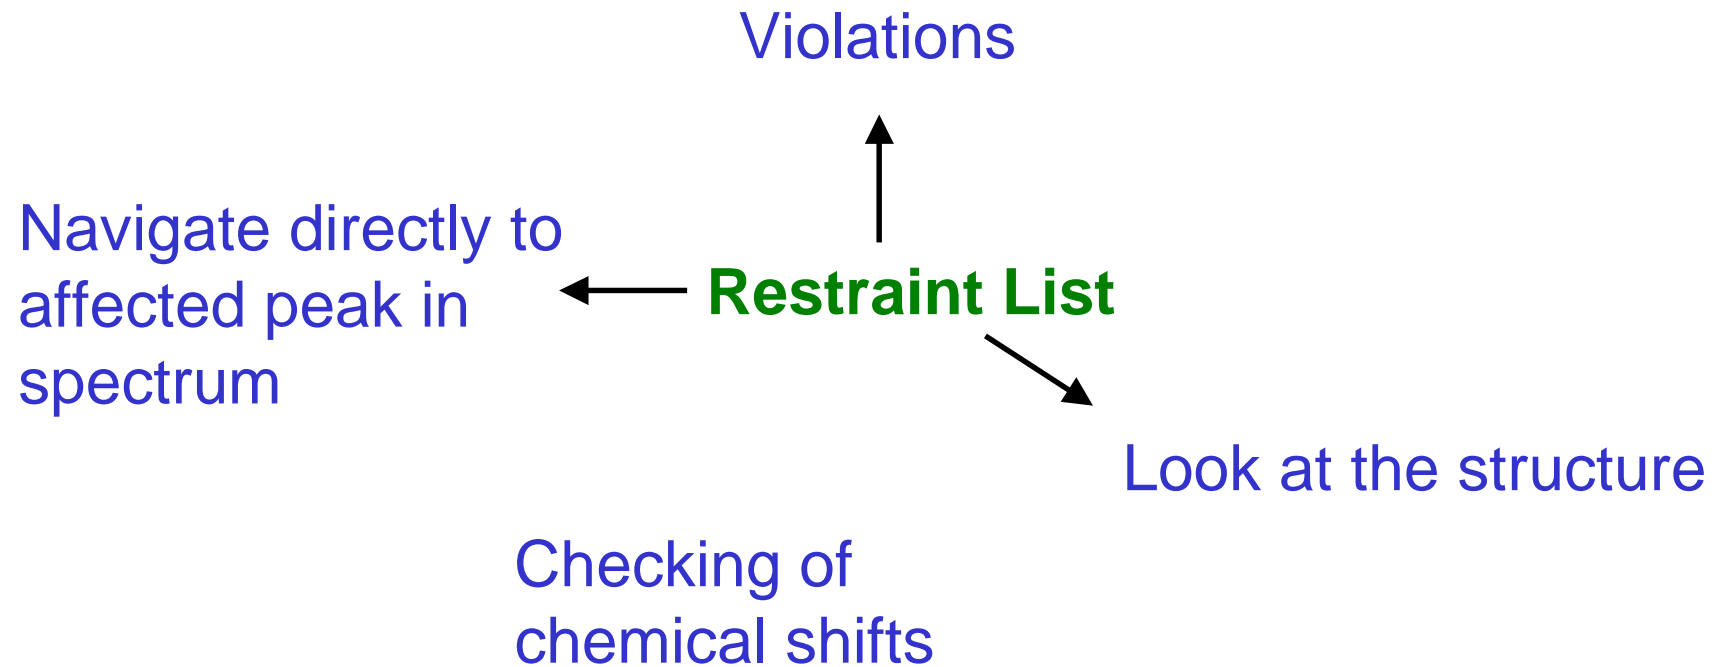 Violations
Navigate directly to
affected peak in
spectrum
Restraint List
Look at the structure
Checking of
chemical shifts